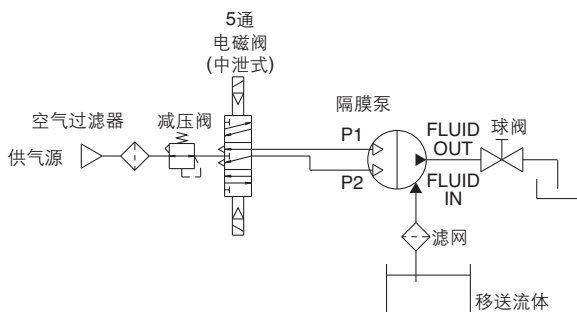 5通
电磁阀
(中泄式)
隔膜泵
空气过滤器
减压阀
供气源
P1
P2
FLUID
OUT
FLUID
IN
球阀
滤网
移送流体